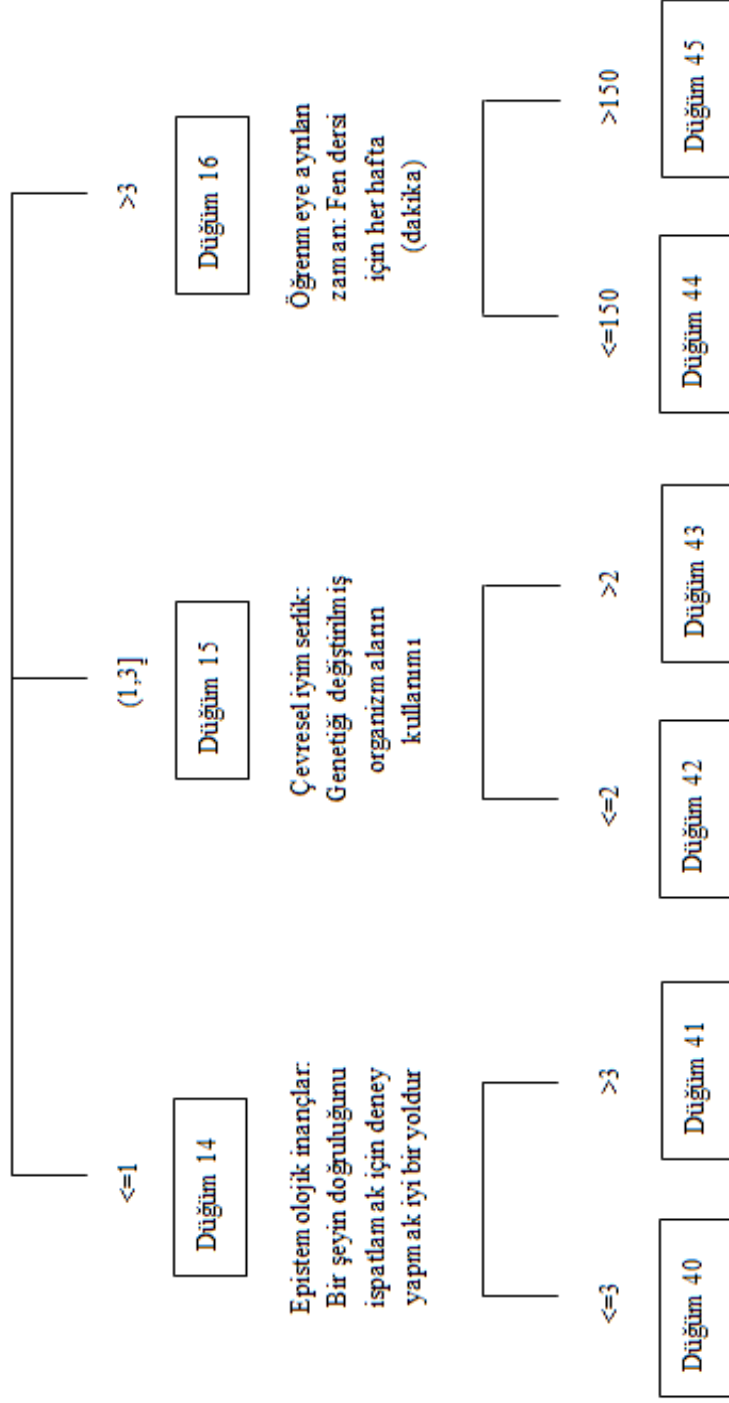 <=1
(1,3]
>3
Düğüm 14
Düğüm 15
Düğüm 16
Epistemolojik inançlar:
Bir şeyin doğruluğunu
ispatlamak için deney
yapmak iyi bir yoldur
Çevresel iyimserlik:
Genetiği değiştirilmiş
organizmaların
kullanımı
Öğrenmeye ayrılan
zaman: Fen dersi
için her hafta
(dakika)
<=3
>3
<=2
>2
<=150
>150
Düğüm 40
Düğüm 41
Düğüm 42
Düğüm 43
Düğüm 44
Düğüm 45